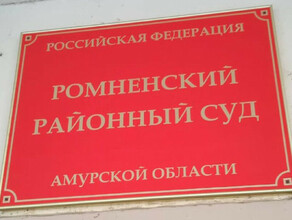 РОССИЙСКАЯ ФЕДЕРАЦИЯ
РОМНЕНСКИЙ
РАЙОННЫЙ СУД
АМУРСКОЙ ОБЛАСТИ